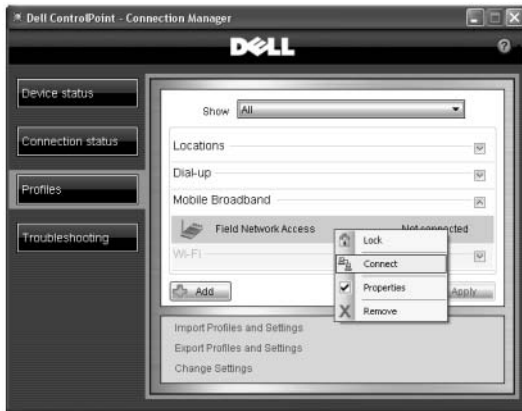 Dell ControlPoint - Connection Manager
DELL
?
Device status
Connection status
Profiles
Troubleshooting
Show All
Locations
Dial-up
Mobile Broadband
Field Network Access Not connected
Wi-Fi
Lock
Connect
Properties
Remove
Add Apply
Import Profiles and Settings
Export Profiles and Settings
Change Settings